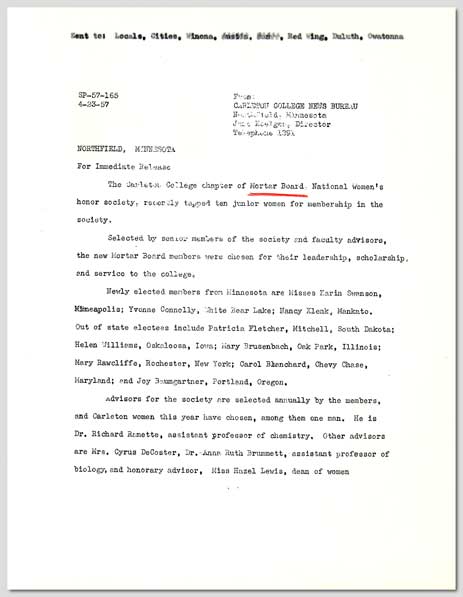 Sent to: Locals, Cities, Winona, Austin, Red Wing, Duluth, Owatonna
SP-57-165
4-23-57
From:
CARLETON COLLEGE NEWS BUREAU
Northfield, Minnesota
Director
Telephone
NORTHFIELD, MINNESOTA
For Immediate Release
The Carleton College chapter of Mortar Board, National Women's
honor society, recently tapped ten junior women for membership in the
society.
Selected by senior members of the society and faculty advisors,
the new Mortar Board members were chosen for their leadership, scholarship,
and service to the college.
Newly elected members from Minnesota are Misses Karin Swanson,
Minneapolis; Yvonne Connolly, White Bear Lake; Nancy Kleak, Mankato.
Out of state electees include Patricia Fletcher, Mitchell, South Dakota;
Helen Williams, Oskaloosa, Iowa; Mary Brusenbach, Oak Park, Illinois;
Mary Rawcliffe, Rochester, New York; Carol Blanchard, Chevy Chase,
Maryland; and Joy Baumgartner, Portland, Oregon.
Advisors for the society are selected annually by the members,
and Carleton women this year have chosen, among them one man. He is
Dr. Richard Ramette, assistant professor of chemistry. Other advisors
are Mrs. Cyrus DeCoster, Dr. Anna Ruth Brummett, assistant professor of
biology, and honorary advisor, Miss Hazel Lewis, dean of women